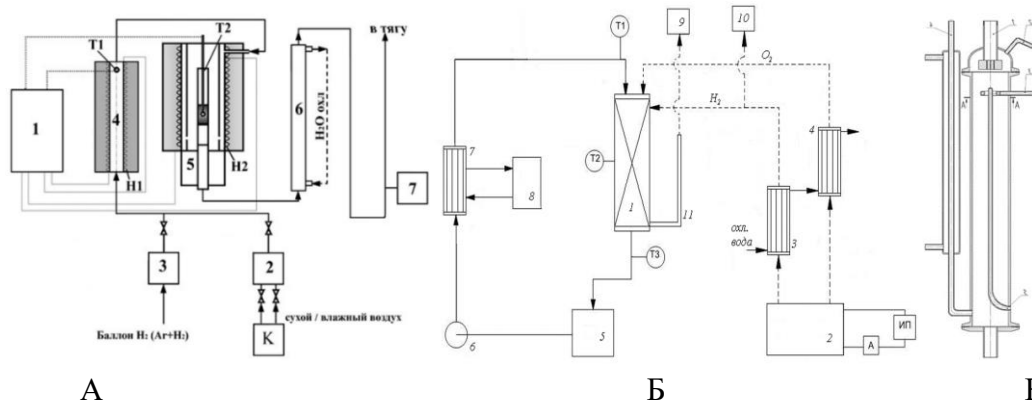 T1
T2
в тягу
1
4
6
H2O охл
5
H1
H2
7
3
2
Баллон H₂ (Ar+H₂)
сухой / влажный воздух
K
T1
9
10
O₂
H₂
4
7
8
T2
1
11
3
охл.
вода
T3
6
5
2
A
ИП
A
A
3
А
Б